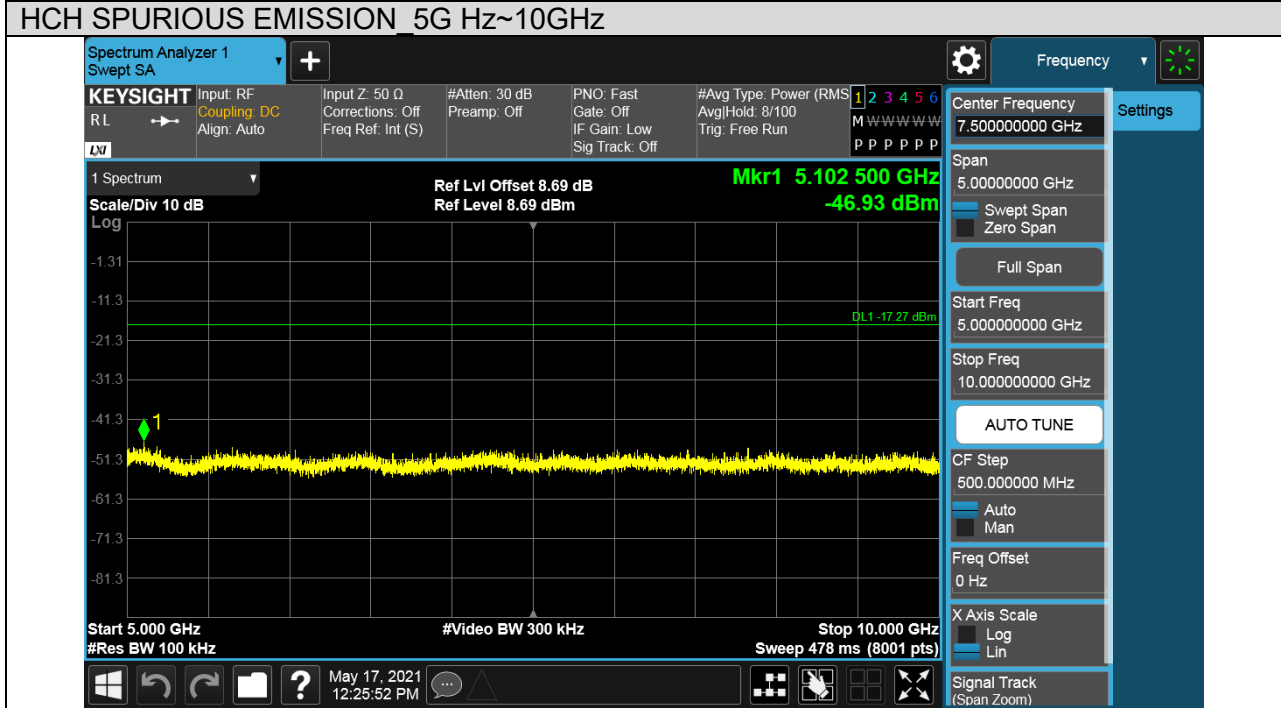 HCH SPURIOUS EMISSION_5G Hz~10GHz
Spectrum Analyzer 1
Swept SA
+
Frequency
KEYSIGHT
RL
LXI
Input: RF
Coupling: DC
Align: Auto
Input Z: 50 Ω
Corrections: Off
Freq Ref: Int (S)
#Atten: 30 dB
Preamp: Off
PNO: Fast
Gate: Off
IF Gain: Low
Sig Track: Off
#Avg Type: Power (RMS
Avg|Hold: 8/100
Trig: Free Run
1 2 3 4 5 6
M W W W W W
P P P P P P
Center Frequency
7.500000000 GHz
Settings
Span
5.00000000 GHz
Swept Span
Zero Span
Full Span
Start Freq
5.000000000 GHz
Stop Freq
10.000000000 GHz
AUTO TUNE
CF Step
500.000000 MHz
Auto
Man
Freq Offset
0 Hz
X Axis Scale
Log
Lin
Signal Track
(Span Zoom)
1 Spectrum
Scale/Div 10 dB
Ref Lvl Offset 8.69 dB
Ref Level 8.69 dBm
Mkr1 5.102 500 GHz
-46.93 dBm
Log
-1.31
-11.3
DL1 -17.27 dBm
-21.3
-31.3
-41.3
1
-51.3
-61.3
-71.3
-81.3
Start 5.000 GHz
#Res BW 100 kHz
#Video BW 300 kHz
Stop 10.000 GHz
Sweep 478 ms (8001 pts)
?
May 17, 2021
12:25:52 PM